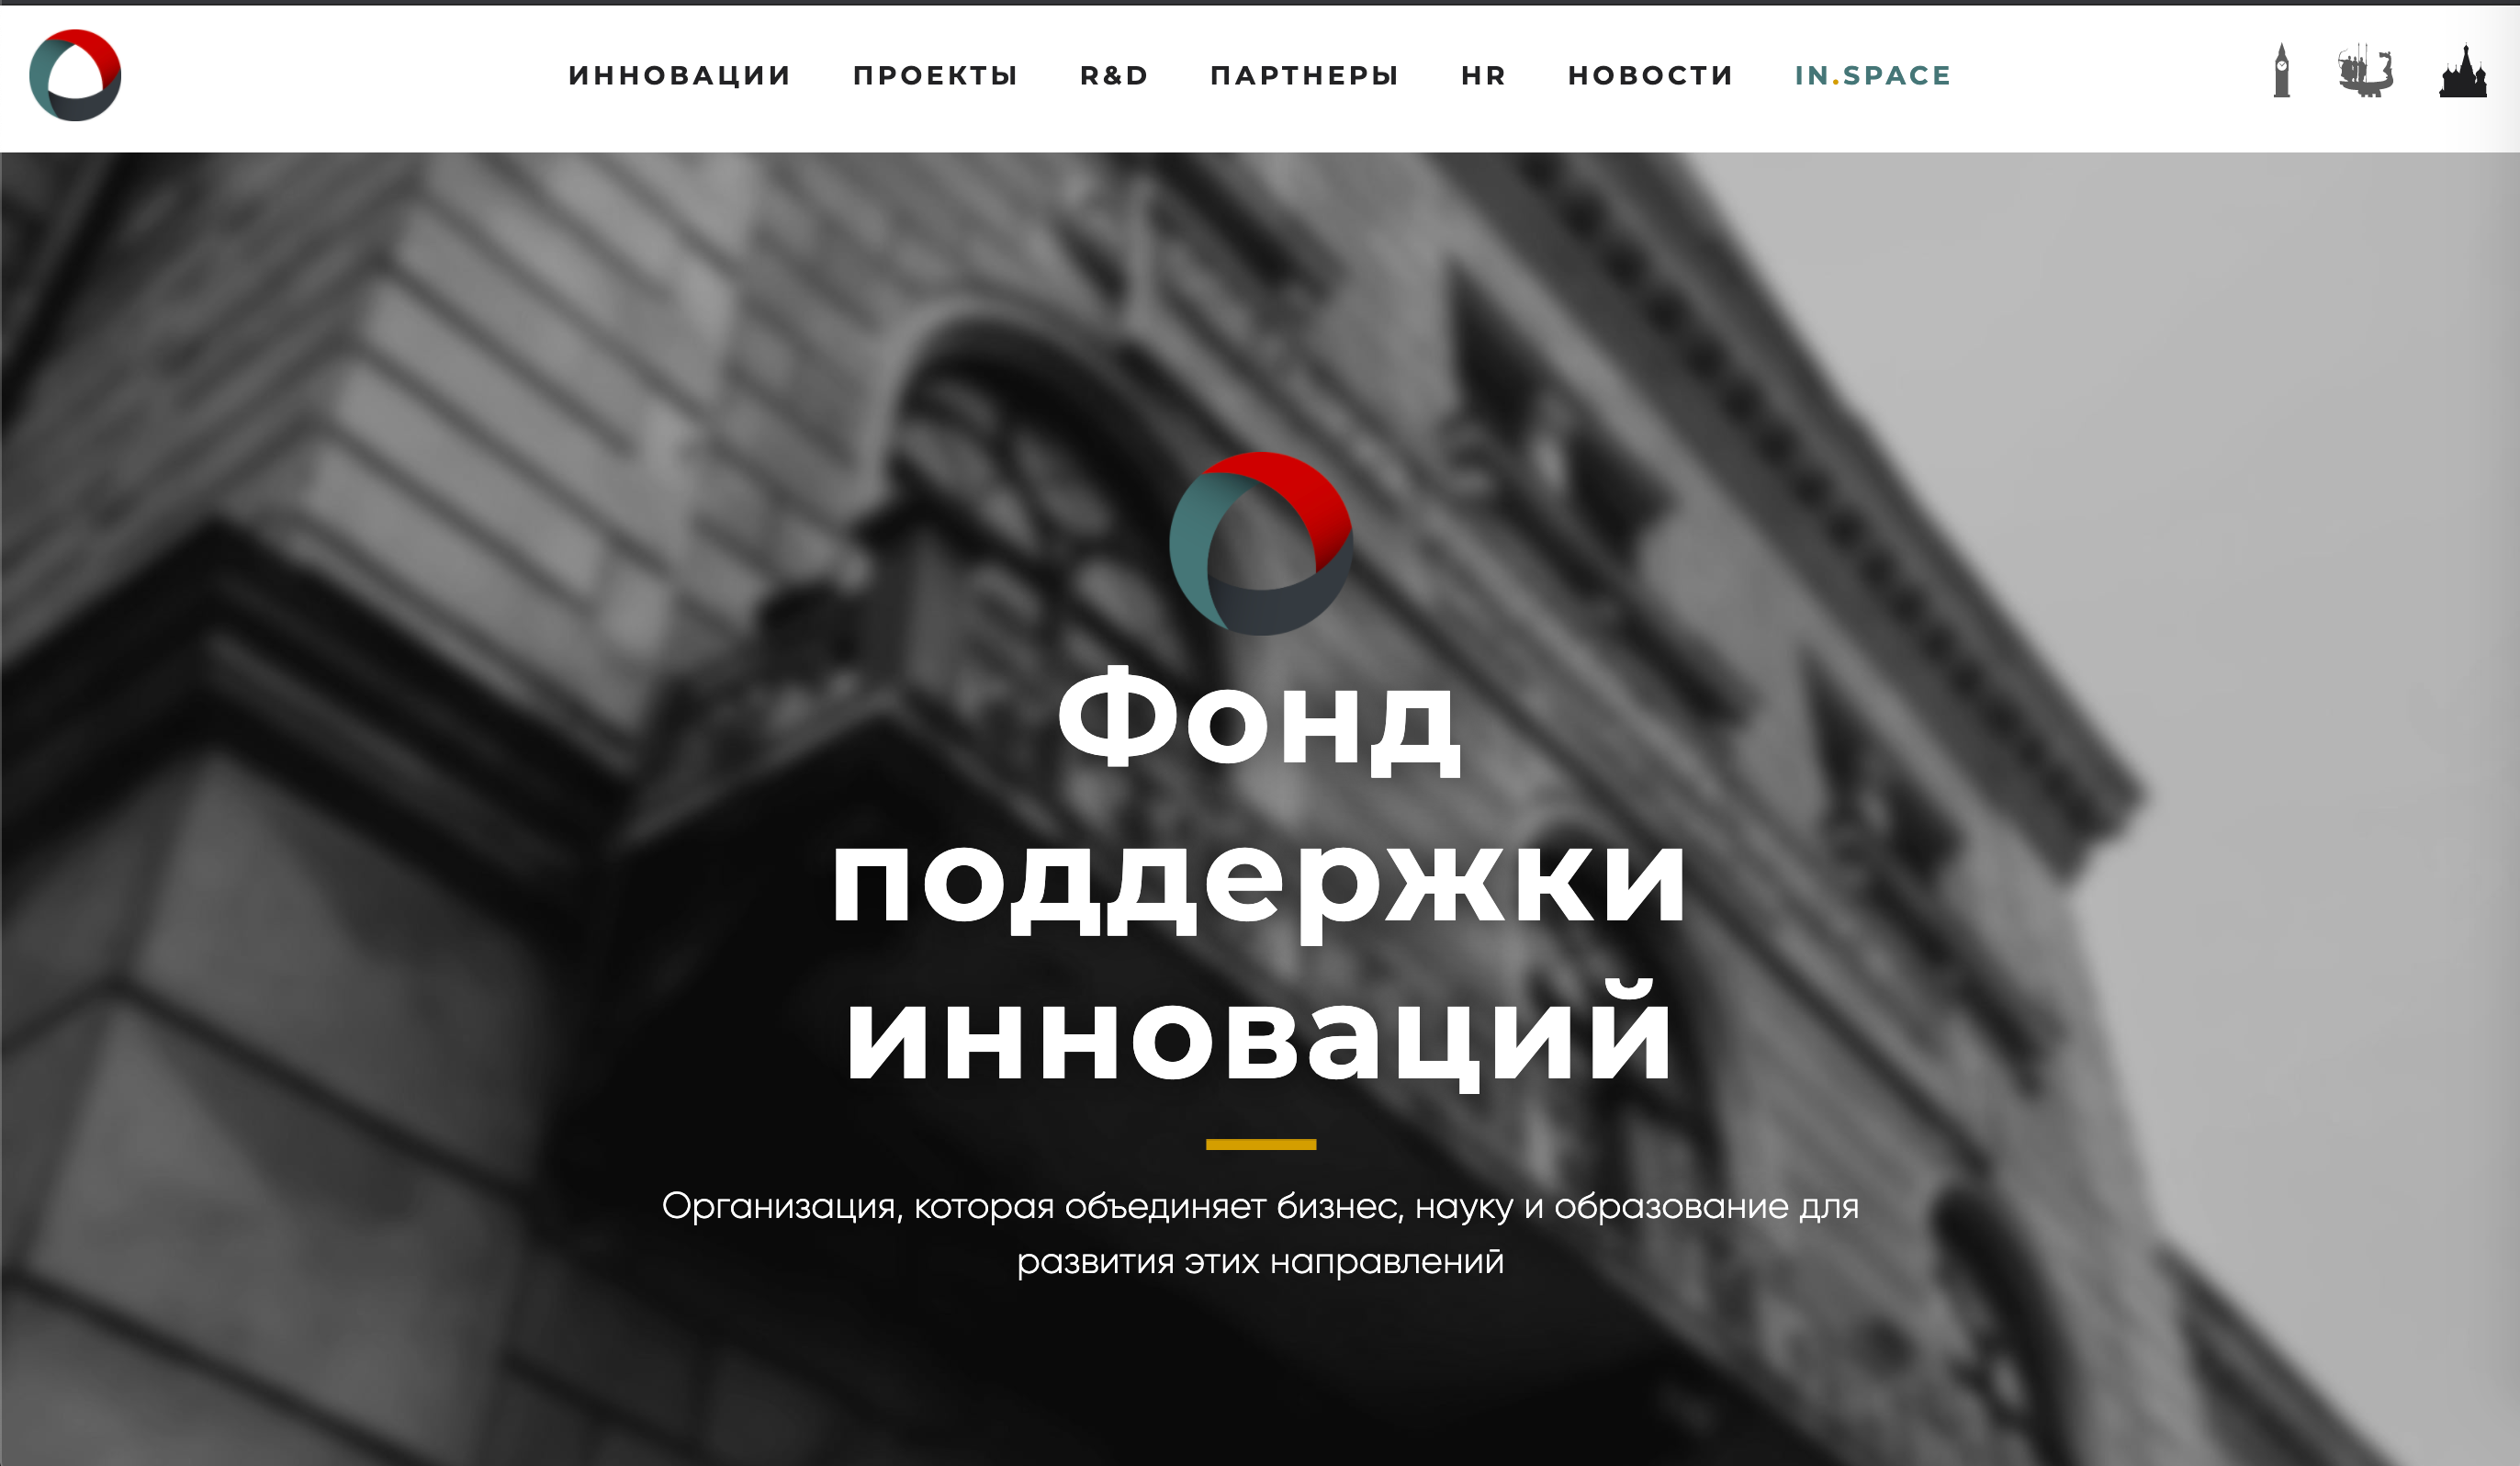 ИННОВАЦИИ ПРОЕКТЫ R&D ПАРТНЕРЫ HR НОВОСТИ IN.SPACE
Фонд
поддержки
инноваций
Организация, которая объединяет бизнес, науку и образование для
развития этих направлений